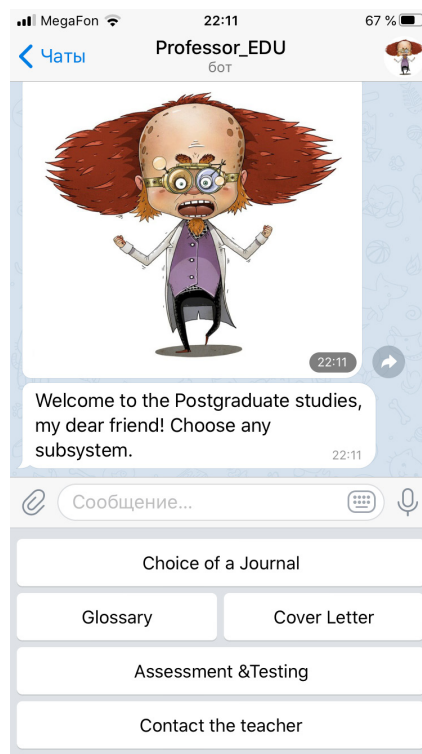 MegaFon 22:11 67 %
Чаты Professor_EDU
бот
22:11
Welcome to the Postgraduate studies,
my dear friend! Choose any
subsystem. 22:11
Сообщение...
Choice of a Journal
Glossary Cover Letter
Assessment &Testing
Contact the teacher